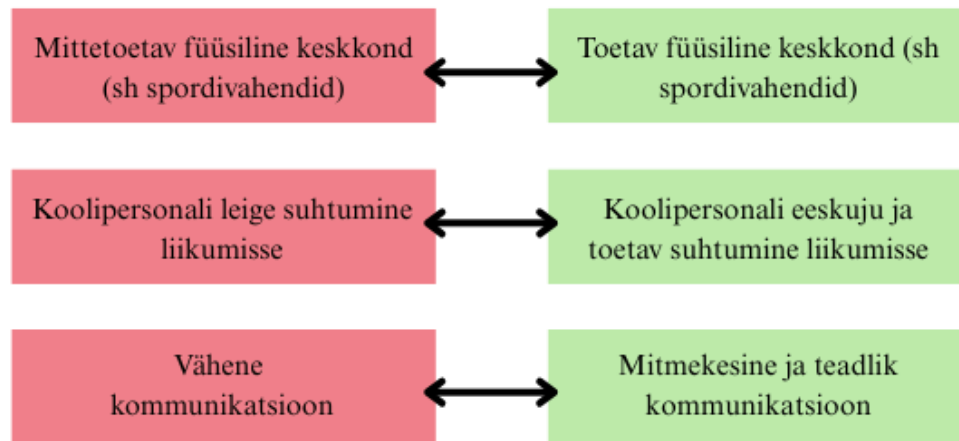 Mittetoetav füüsiline keskkond
(sh spordivahendid)
Toetav füüsiline keskkond (sh
spordivahendid)
Koolipersonali leige suhtumine
liikumisse
Koolipersonali eeskuju ja
toetav suhtumine liikumisse
Vähene
kommunikatsioon
Mitmekesine ja teadlik
kommunikatsioon